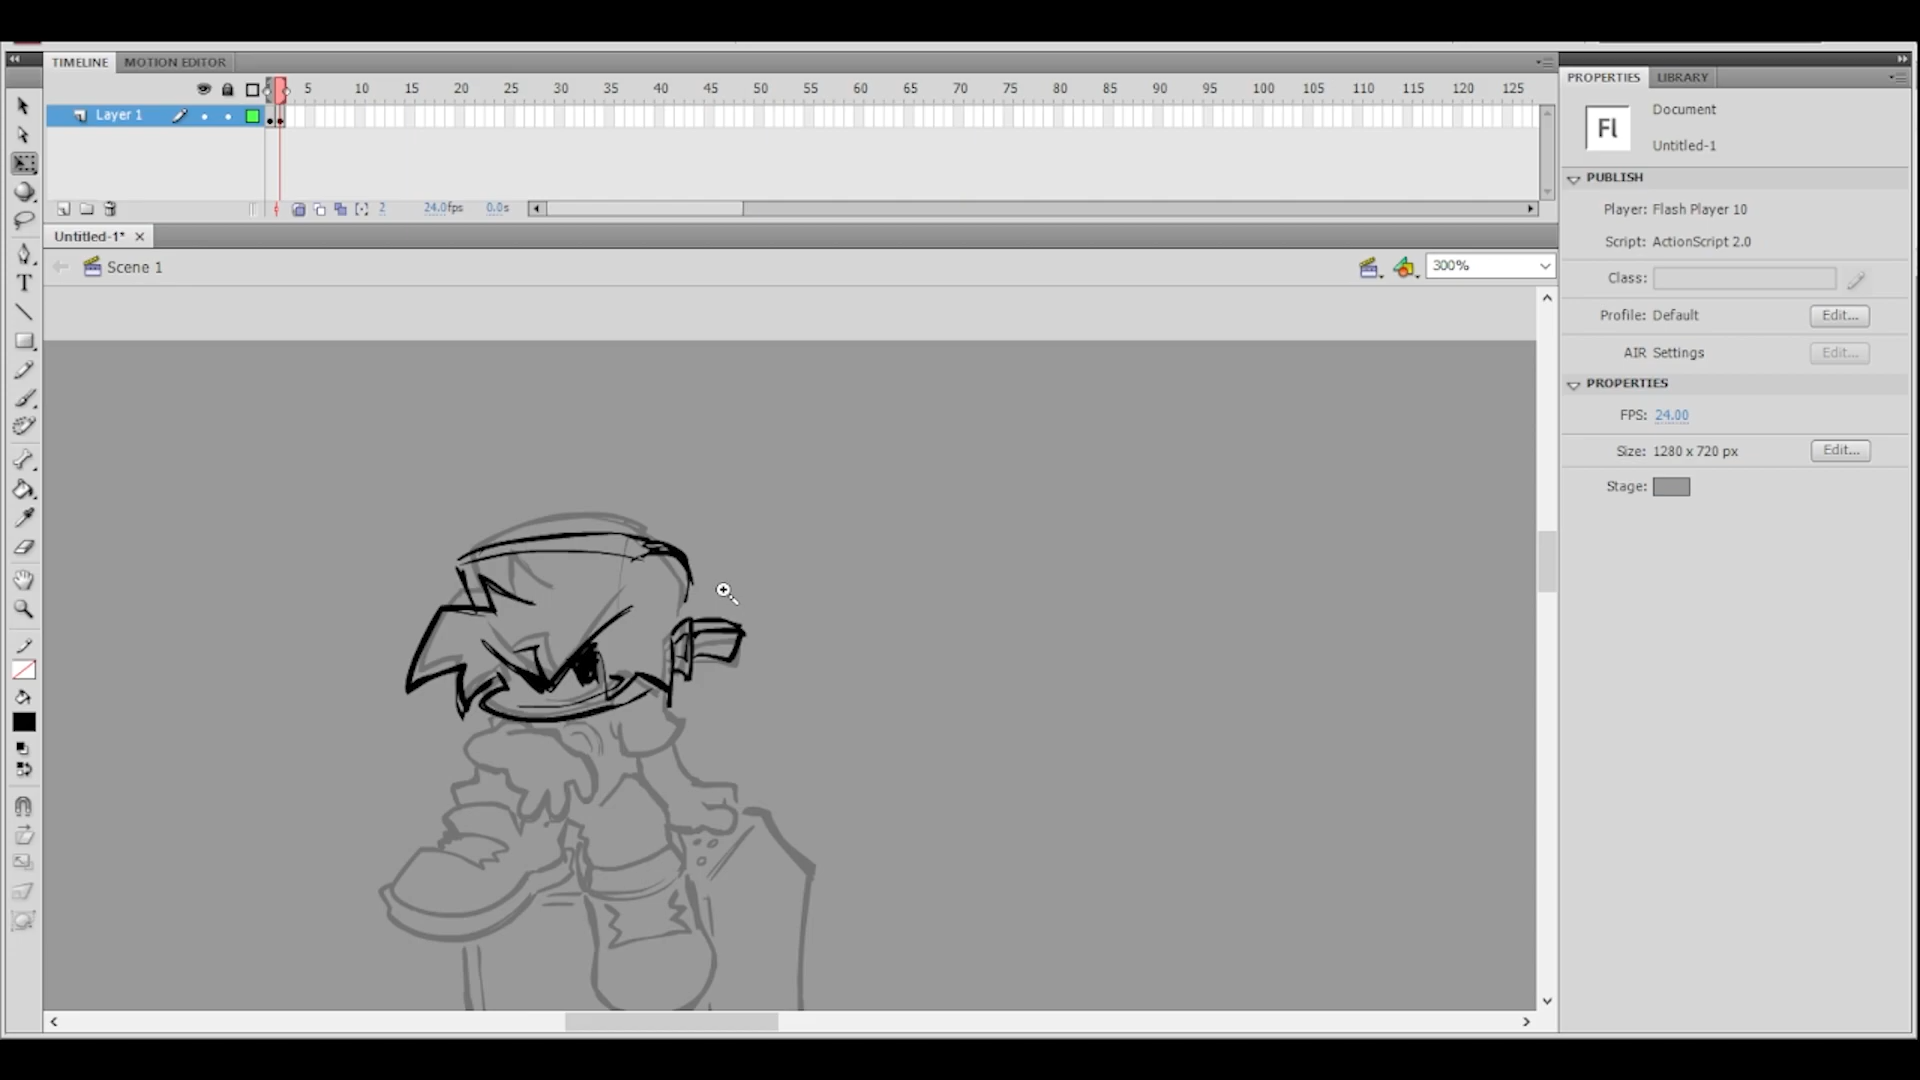 TIMELINE MOTION EDITOR
5 10 15 20 25 30 35 40 45 50 55 60 65 70 75 80 85 90 95 100 105 110 115 120 125
Layer 1
2 24.0fps 0.0s
Untitled-1*
Scene 1
300%
T
PROPERTIES LIBRARY
Fl
Document
Untitled-1
PUBLISH
Player: Flash Player 10
Script: ActionScript 2.0
Class:
Profile: Default Edit...
AIR Settings Edit...
PROPERTIES
FPS: 24.00
Size: 1280 x 720 px Edit...
Stage: